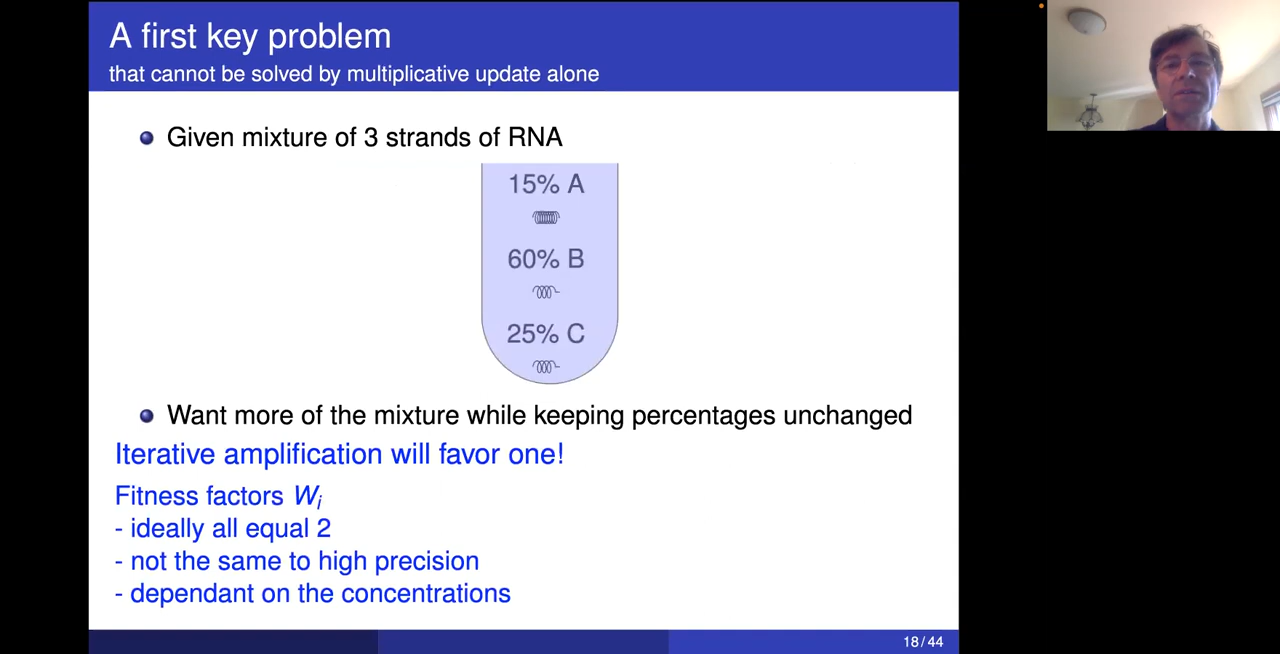 A first key problem
that cannot be solved by multiplicative update alone
Given mixture of 3 strands of RNA
15% A
60% B
25% C
Want more of the mixture while keeping percentages unchanged
Iterative amplification will favor one!
Fitness factors Wi
- ideally all equal 2
- not the same to high precision
- dependant on the concentrations
18/44